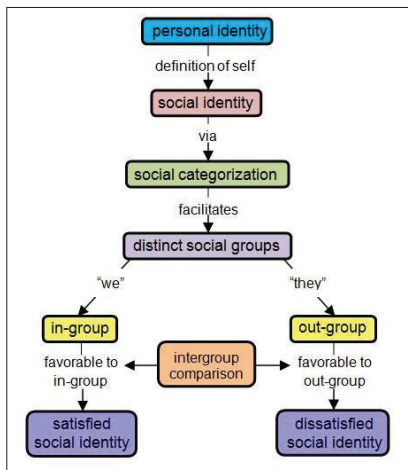 personal identity
definition of self
social identity
via
social categorization
facilitates
distinct social groups
“we”
“they”
in-group
out-group
favorable to
in-group
intergroup
comparison
favorable to
out-group
satisfied
social identity
dissatisfied
social identity